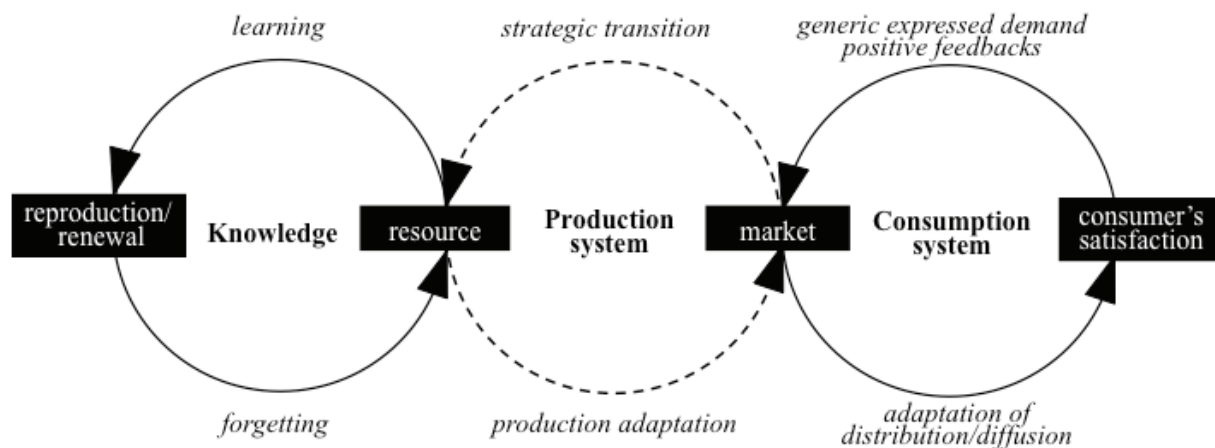 learning
strategic transition
generic expressed demand
positive feedbacks
reproduction/
renewal
Knowledge
resource
Production
system
market
Consumption
system
consumer's
satisfaction
forgetting
production adaptation
adaptation of
distribution/diffusion